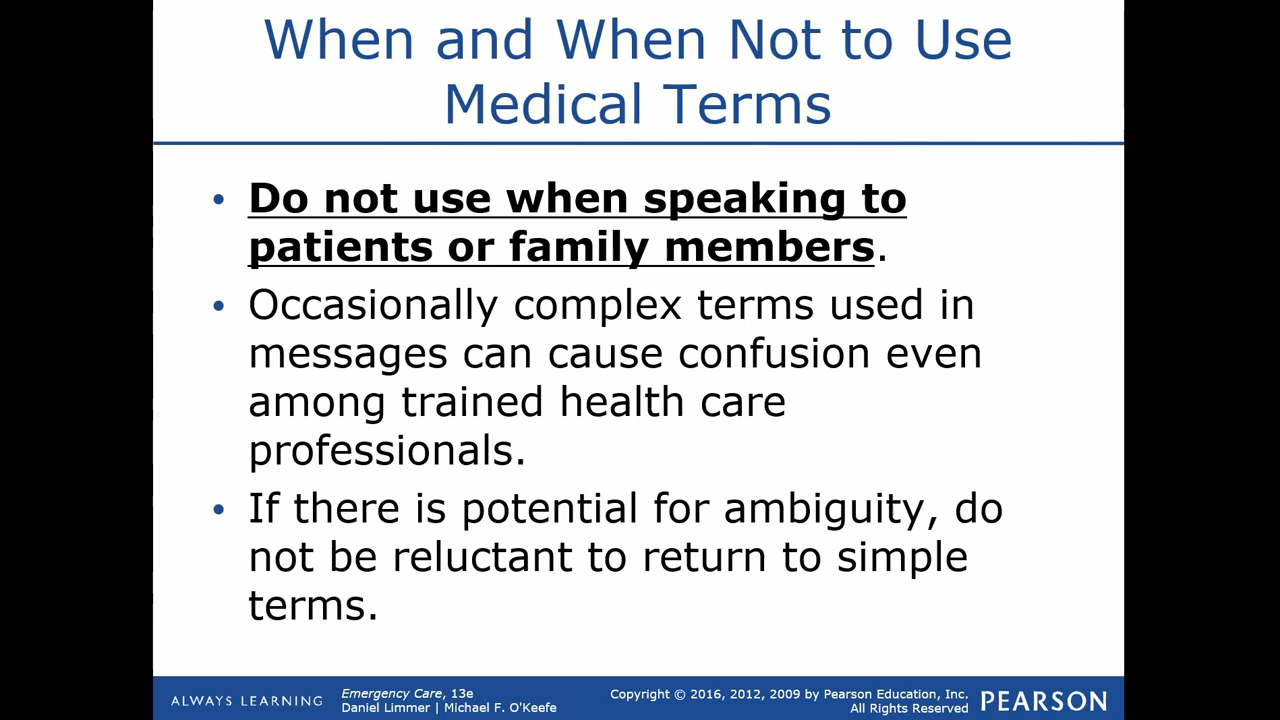 When and When Not to Use
Medical Terms
• Do not use when speaking to
patients or family members.
• Occasionally complex terms used in
messages can cause confusion even
among trained health care
professionals.
• If there is potential for ambiguity, do
not be reluctant to return to simple
terms.
ALWAYS LEARNING
Emergency Care, 13e
Daniel Limmer | Michael F. O'Keefe
Copyright © 2016, 2012, 2009 by Pearson Education, Inc.
All Rights Reserved
PEARSON